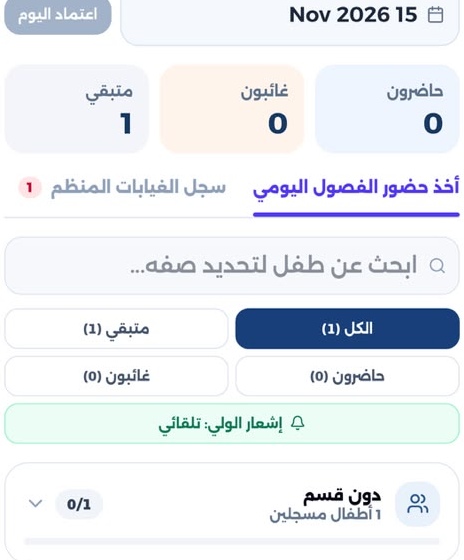 15 Nov 2026
اعتماد اليوم
حاضرون
0
غائبون
0
متبقي
1
أخذ حضور الفصول اليومي
سجل الغيابات المنظم 1
ابحث عن طفل لتحديد صفه...
الكل (1)
متبقي (1)
حاضرون (0)
غائبون (0)
إشعار الولي: تلقائي
دون قسم
1 أطفال مسجلين
0/1